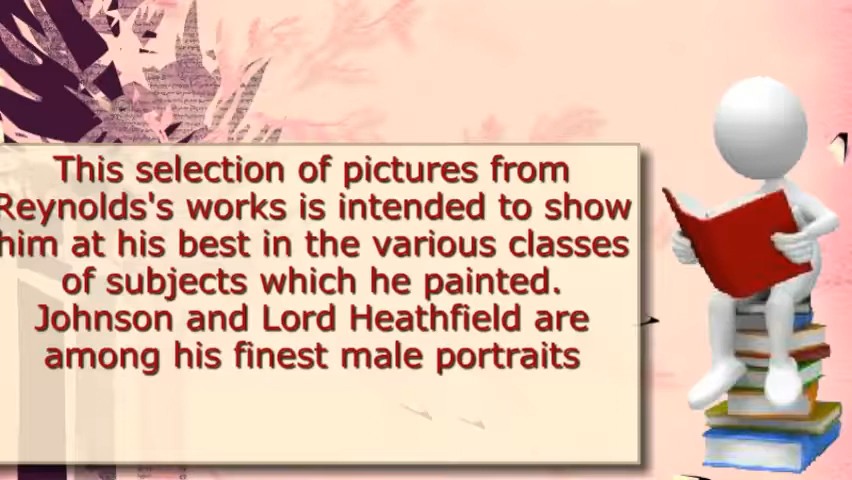 This selection of pictures from
Reynolds's works is intended to show
him at his best in the various classes
of subjects which he painted.
Johnson and Lord Heathfield are
among his finest male portraits